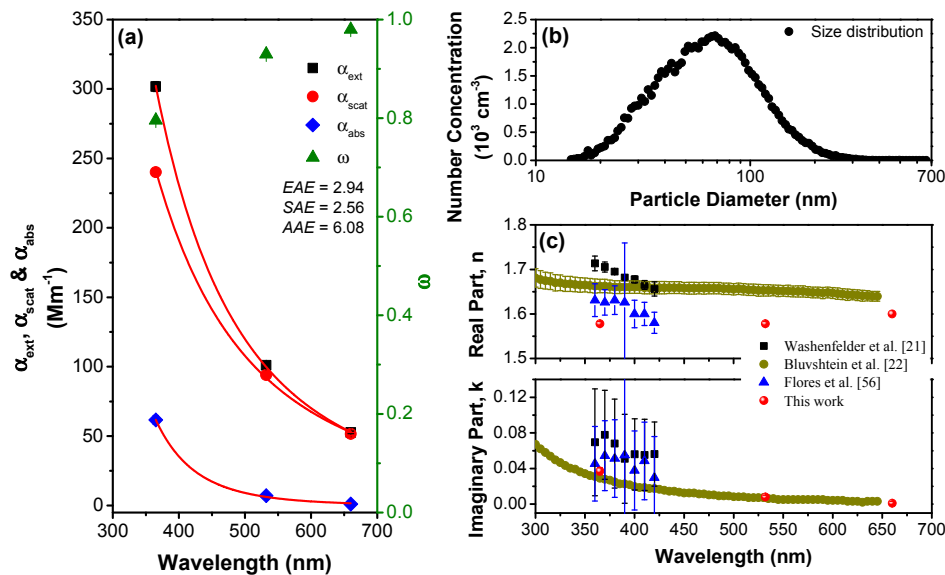 (a)
α_ext
α_scat
α_abs
ω
EAE = 2.94
SAE = 2.56
AAE = 6.08
350
300
250
200
150
100
50
0
1.0
0.8
0.6
0.4
0.2
0.0
300 400 500 600 700
α_ext, α_scat & α_abs
(Mm⁻¹)
ω
Wavelength (nm)
(b)
Size distribution
2.5
2.0
1.5
1.0
0.5
0.0
10 100 700
Number Concentration
(10³ cm⁻³)
Particle Diameter (nm)
(c)
1.8
1.7
1.6
1.5
Real Part, n
Washenfelder et al. [21]
Bluvshtein et al. [22]
Flores et al. [56]
This work
0.12
0.08
0.04
0.00
Imaginary Part, k
300 350 400 450 500 550 600 650 700
Wavelength (nm)